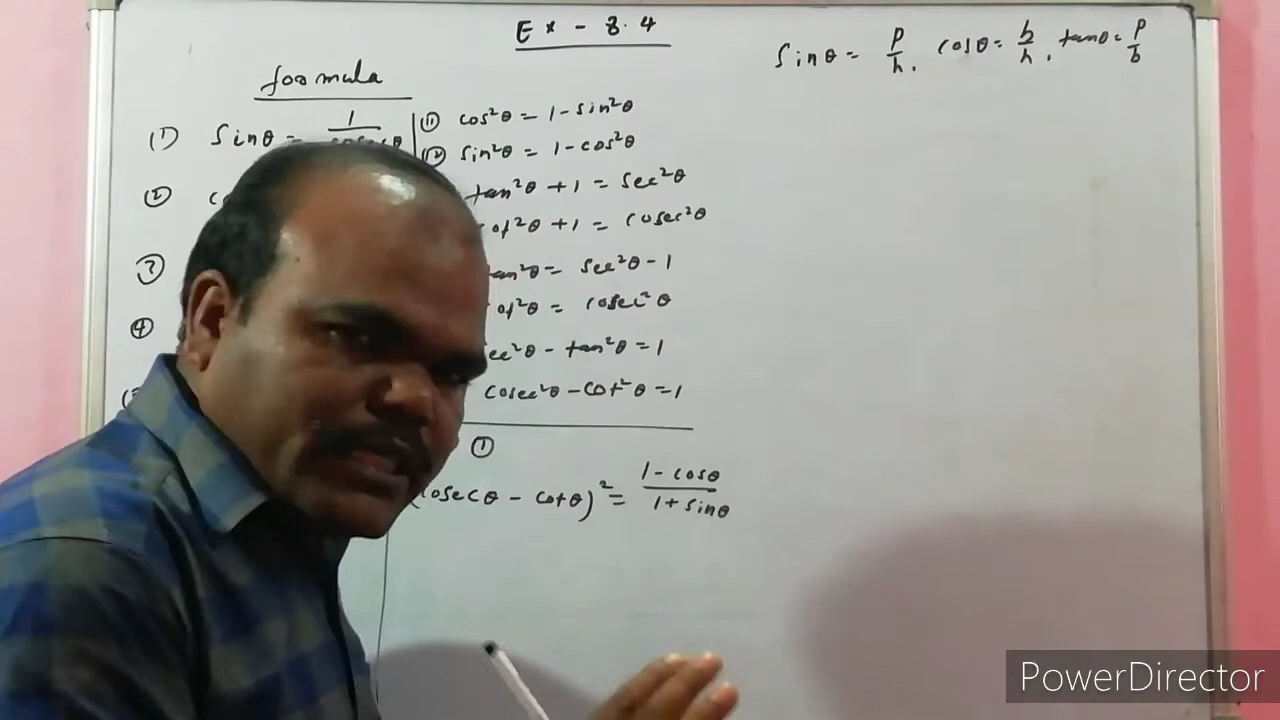 Ex - 8.4
sinθ = p/h, cosθ = b/h, tanθ = p/b
formula
(1) sinθ = 1/cosecθ
(11) cos²θ = 1 - sin²θ
(12) sin²θ = 1 - cos²θ
(2)
tan²θ + 1 = sec²θ
cot²θ + 1 = cosec²θ
(3)
tan²θ = sec²θ - 1
cot²θ = cosec²θ
(4)
sec²θ - tan²θ = 1
cosec²θ - cot²θ = 1
(1)
(cosecθ - cotθ)² = 1 - cosθ / 1 + sinθ
PowerDirector